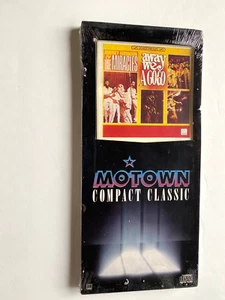 THE MIRACLES
away we
A GO GO
MOTOWN
COMPACT CLASSIC